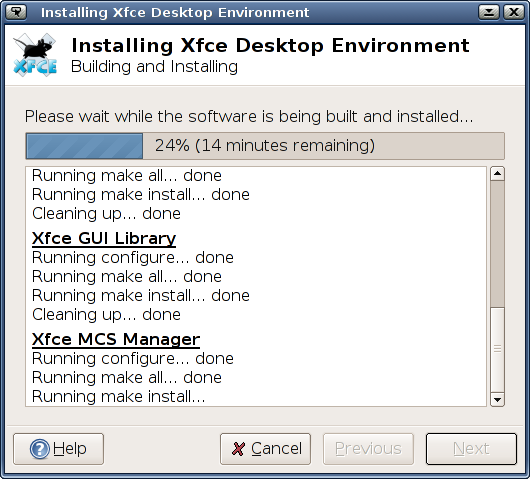 Installing Xfce Desktop Environment
XFCE
Installing Xfce Desktop Environment
Building and Installing
Please wait while the software is being built and installed...
24% (14 minutes remaining)
Running make all... done
Running make install... done
Cleaning up... done
Xfce GUI Library
Running configure... done
Running make all... done
Running make install... done
Cleaning up... done
Xfce MCS Manager
Running configure... done
Running make all... done
Running make install...
Help Cancel Previous Next